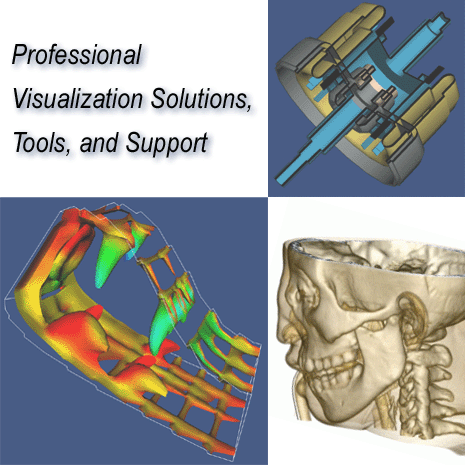 Professional
Visualization Solutions,
Tools, and Support